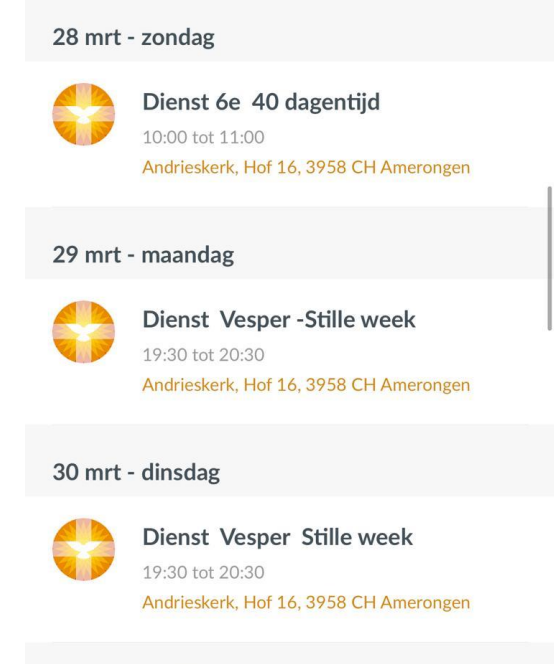 28 mrt - zondag
Dienst 6e  40 dagentijd
10:00 tot 11:00
Andrieskerk, Hof 16, 3958 CH Amerongen
29 mrt - maandag
Dienst  Vesper -Stille week
19:30 tot 20:30
Andrieskerk, Hof 16, 3958 CH Amerongen
30 mrt - dinsdag
Dienst  Vesper  Stille week
19:30 tot 20:30
Andrieskerk, Hof 16, 3958 CH Amerongen